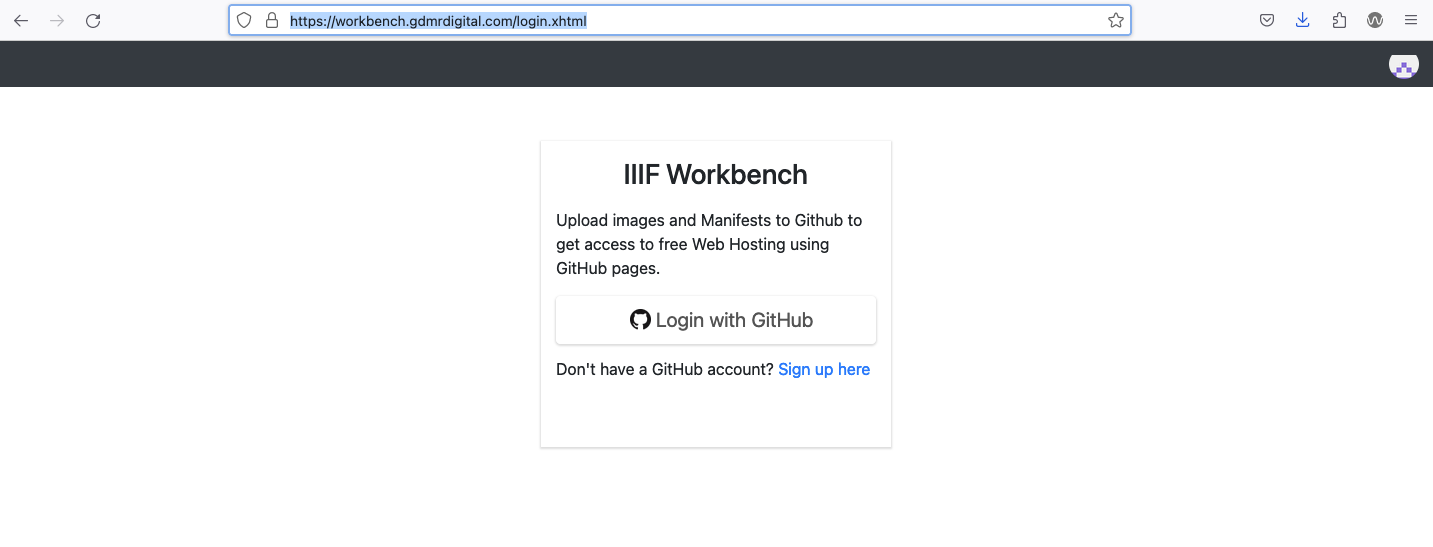 https://workbench.gdmrdigital.com/login.xhtml
IIIF Workbench
Upload images and Manifests to Github to
get access to free Web Hosting using
GitHub pages.
Login with GitHub
Don't have a GitHub account? Sign up here